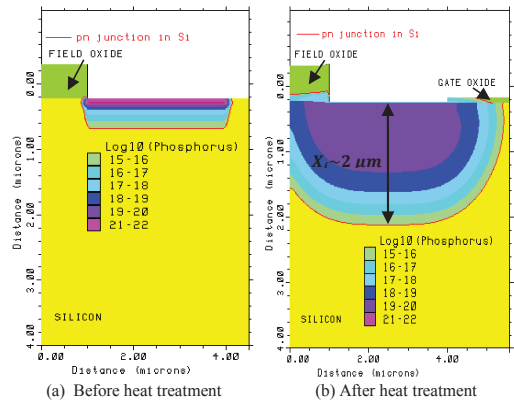 pn junction in Si
FIELD OXIDE
0.00
1.00
2.00
3.00
4.00
Distance (microns)
Log10(Phosphorus)
15-16
16-17
17-18
18-19
19-20
21-22
SILICON
0.00
2.00
4.00
Distance (microns)
(a) Before heat treatment
pn junction in Si
FIELD OXIDE
GATE OXIDE
0.00
1.00
2.00
3.00
4.00
Distance (microns)
Xᵢ~2 μm
Log10(Phosphorus)
15-16
16-17
17-18
18-19
19-20
21-22
SILICON
0.00
2.00
4.00
Distance (microns)
(b) After heat treatment